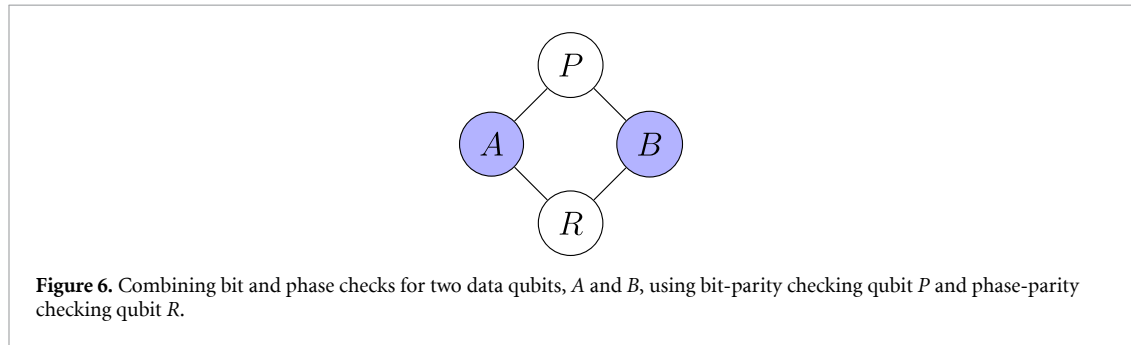 P
A
B
R
Figure 6. Combining bit and phase checks for two data qubits, A and B, using bit-parity checking qubit P and phase-parity
checking qubit R.